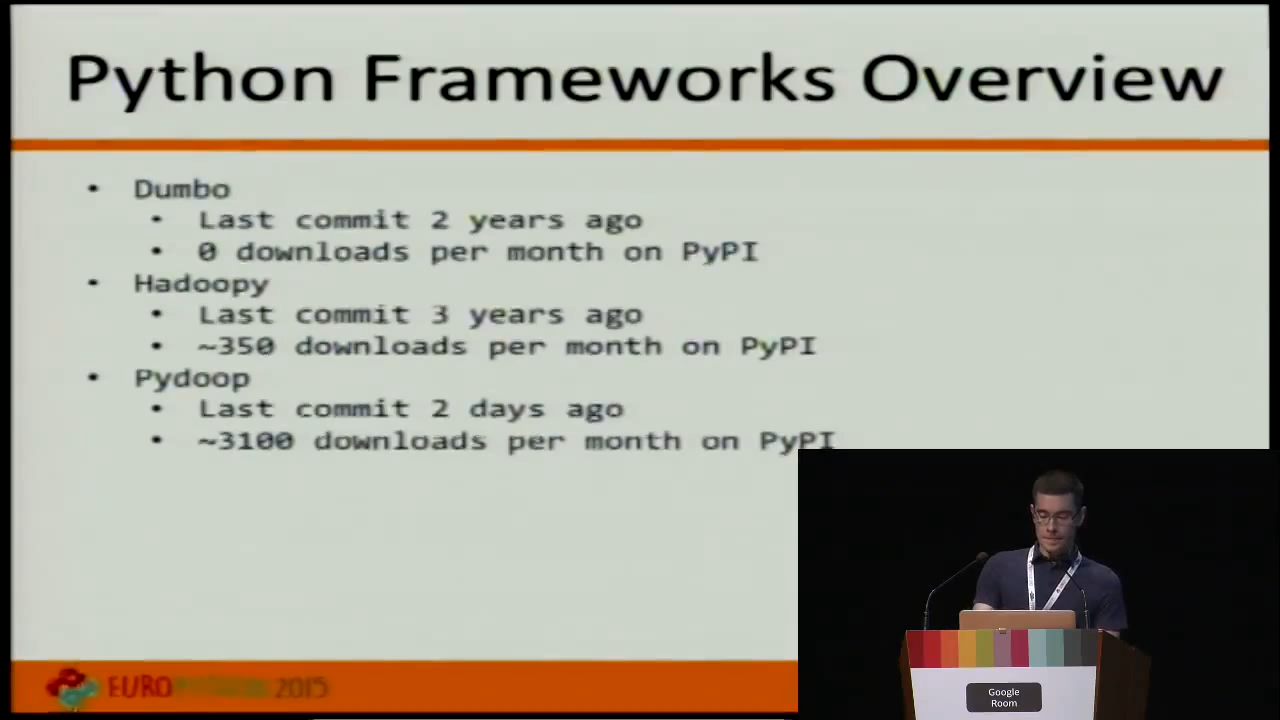 Python Frameworks Overview
• Dumbo
• Last commit 2 years ago
• 0 downloads per month on PyPI
• Hadoopy
• Last commit 3 years ago
• ~350 downloads per month on PyPI
• Pydoop
• Last commit 2 days ago
• ~3100 downloads per month on PyPI
EUROPYTHON 2015
Google
Room